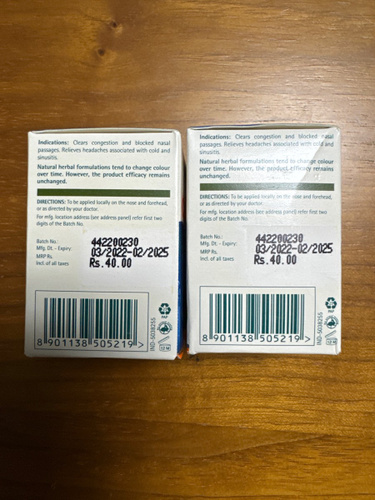 Indications: Clears congestion and blocked nasal
passages. Relieves headaches associated with cold and
sinusitis.
Natural herbal formulations tend to change colour
over time. However, the product efficacy remains
unchanged.
DIRECTIONS: To be applied locally on the nose and forehead,
or as directed by your doctor.
For mfg. location address (see address panel) refer first two
digits of the Batch No.
Batch No.: 442200230
Mfg. Dt. - Expiry: 03/2022-02/2025
MRP Rs. Rs.40.00
Incl. of all taxes
8 901138 505219 >
IND-5038255
12 M
Indications: Clears congestion and blocked nasal
passages. Relieves headaches associated with cold and
sinusitis.
Natural herbal formulations tend to change colour
over time. However, the product efficacy remains
unchanged.
DIRECTIONS: To be applied locally on the nose and forehead,
or as directed by your doctor.
For mfg. location address (see address panel) refer first two
digits of the Batch No.
Batch No.: 442200230
Mfg. Dt. - Expiry: 03/2022-02/2025
MRP Rs. Rs.40.00
Incl. of all taxes
8 901138 505219 >
IND-5038255
12 M